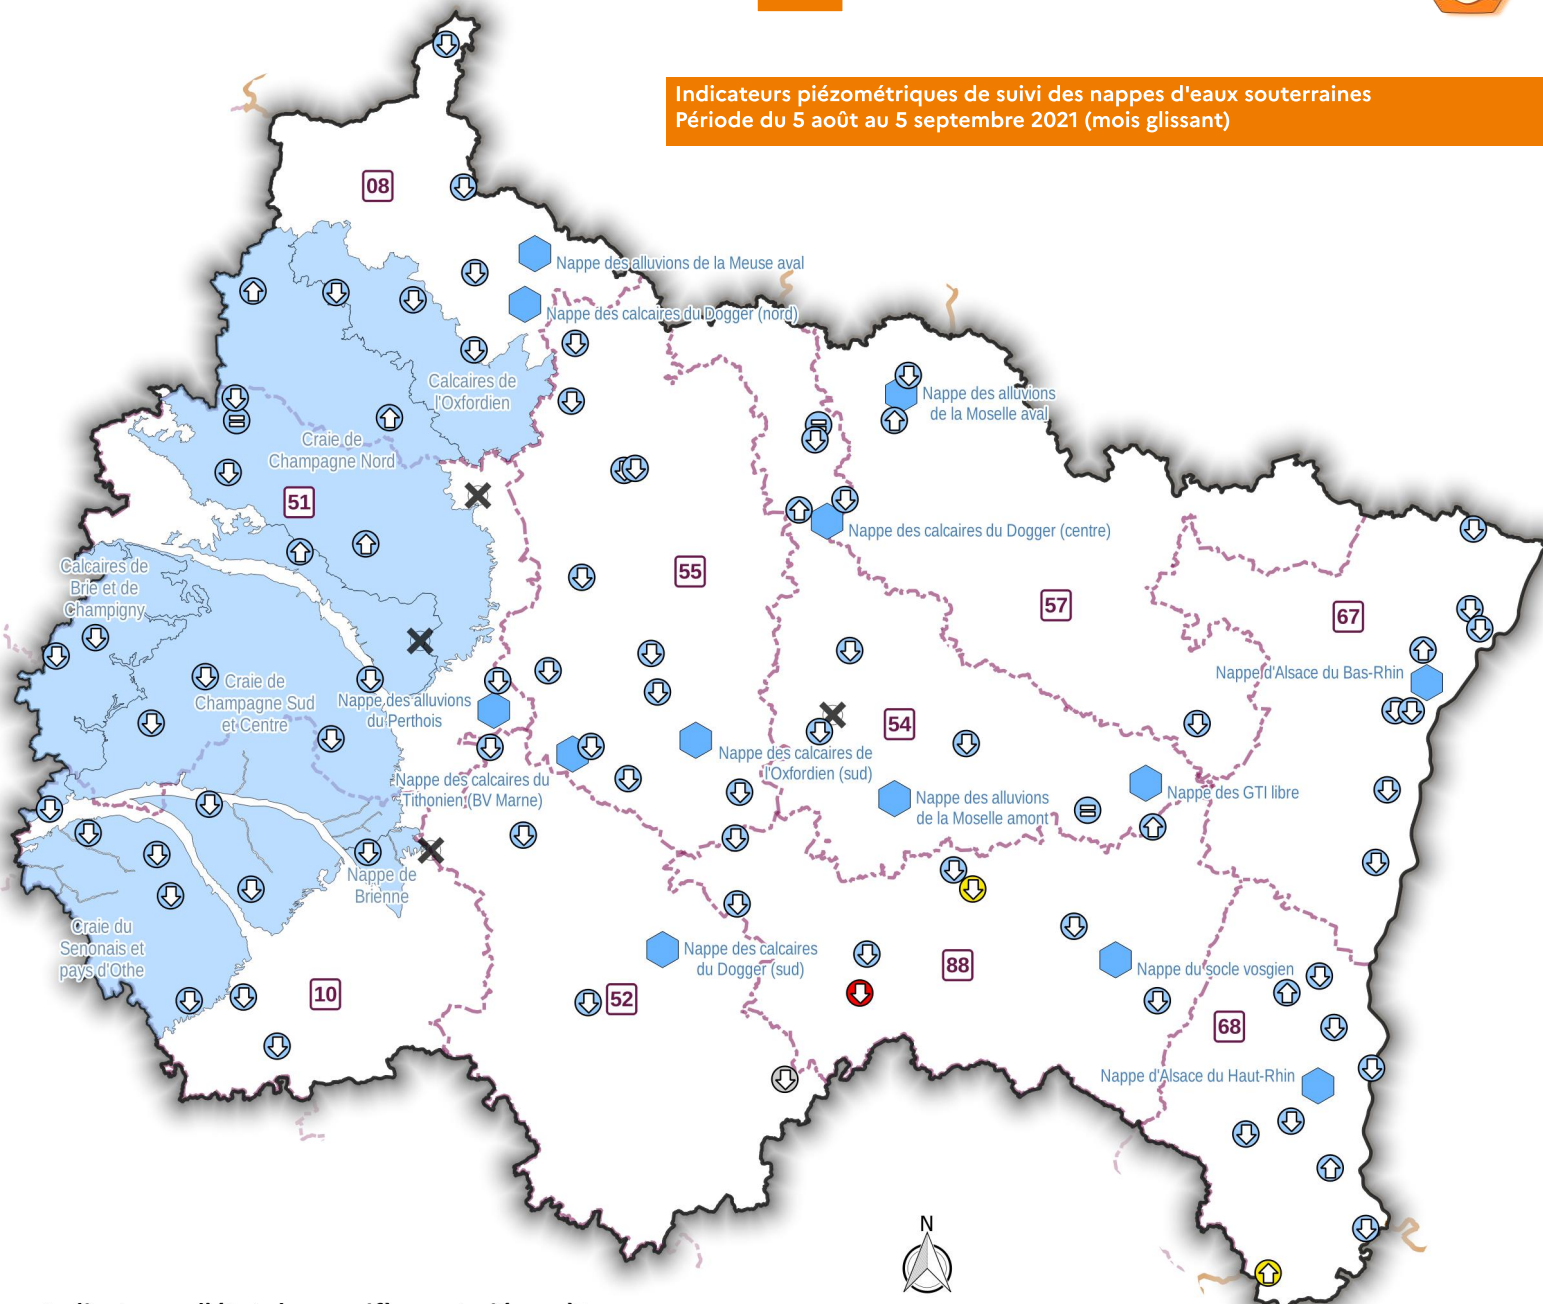 Indicateurs piézométriques de suivi des nappes d'eaux souterraines
Période du 5 août au 5 septembre 2021 (mois glissant)
08
Nappe des alluvions de la Meuse aval
Nappe des calcaires du Dogger (nord)
Calcaires de
l'Oxfordien
Nappe des alluvions
de la Moselle aval
Craie de
Champagne Nord
51
Nappe des calcaires du Dogger (centre)
Calcaires de
Brie et de
Champigny
55
57
67
Nappe d'Alsace du Bas-Rhin
Craie de
Champagne Sud
et Centre
Nappe des alluvions
du Perthois
54
Nappe des calcaires de
l'Oxfordien (sud)
Nappe des calcaires du
Tithonien (BV Marne)
Nappe des alluvions
de la Moselle amont
Nappe des GTI libre
Nappe de
Brienne
Craie du
Senonais et
pays d'Othe
Nappe des calcaires
du Dogger (sud)
88
Nappe du socle vosgien
10
52
68
Nappe d'Alsace du Haut-Rhin
N